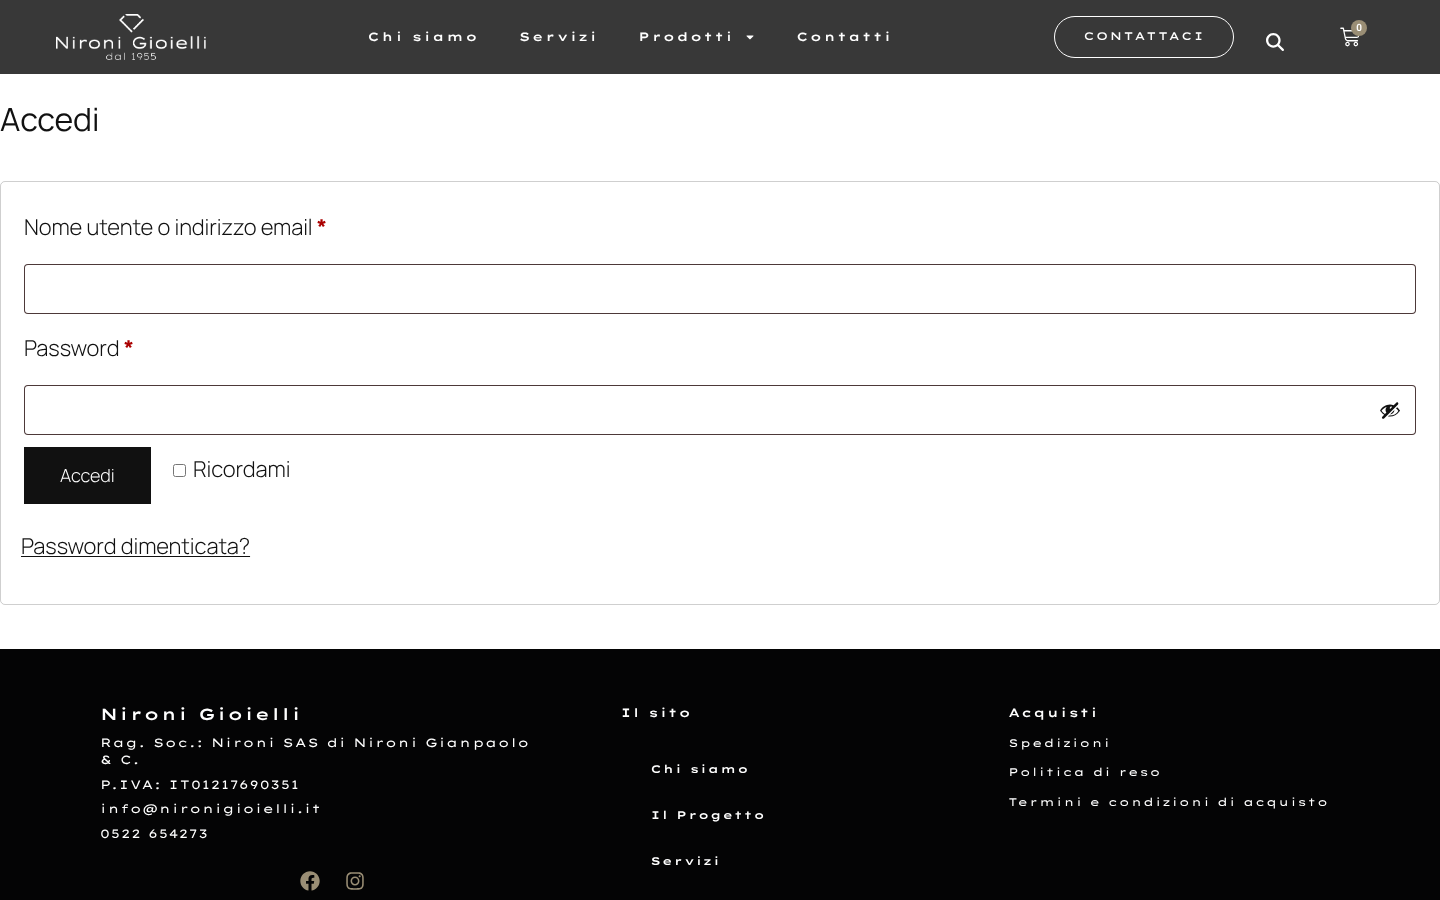 Nironi Gioielli
dal 1955
Chi siamo
Servizi
Prodotti
Contatti
CONTATTACI
0
Accedi
Nome utente o indirizzo email *
Password *
Accedi
Ricordami
Password dimenticata?
Nironi Gioielli
Rag. Soc.: Nironi SAS di Nironi Gianpaolo
& C.
P.IVA: IT01217690351
info@nironigioielli.it
0522 654273
Il sito
Chi siamo
Il Progetto
Servizi
Acquisti
Spedizioni
Politica di reso
Termini e condizioni di acquisto